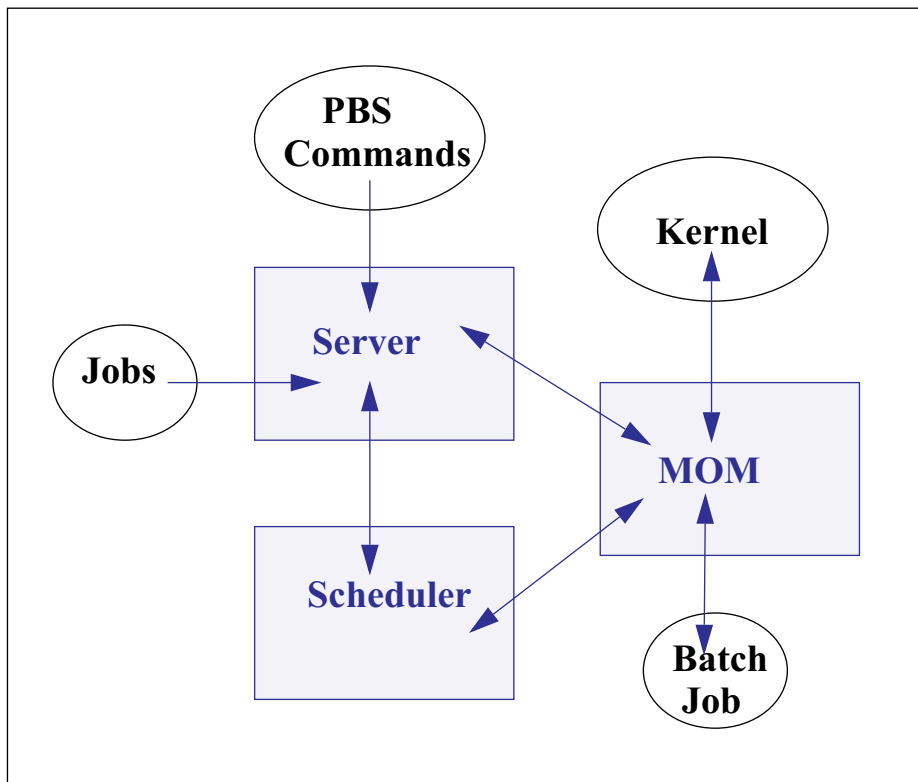 PBS
Commands
Kernel
Server
Jobs
MOM
Scheduler
Batch
Job